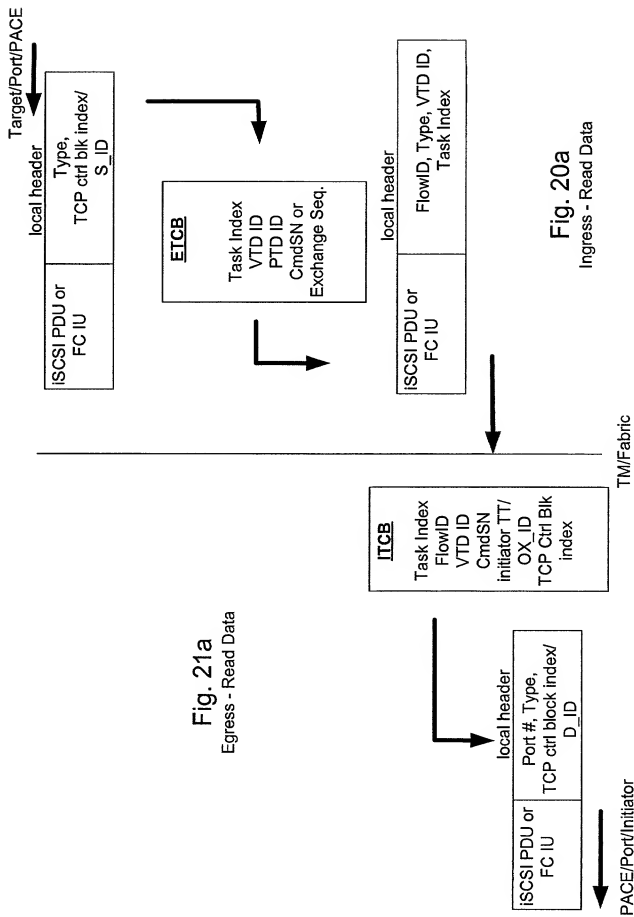 Target/Port/PACE
local header
iSCSI PDU or
FC IU
Type,
TCP ctrl blk index/
S_ID
ETCB
Task Index
VTD ID
PTD ID
CmdSN or
Exchange Seq.
local header
iSCSI PDU or
FC IU
FlowID, Type, VTD ID,
Task Index
Fig. 20a
Ingress - Read Data
TM/Fabric
Fig. 21a
Egress - Read Data
ITCB
Task Index
FlowID
VTD ID
CmdSN
initiator TT/
OX_ID
TCP Ctrl Blk
index
local header
iSCSI PDU or
FC IU
Port #, Type,
TCP ctrl block index/
D_ID
PACE/Port/Initiator